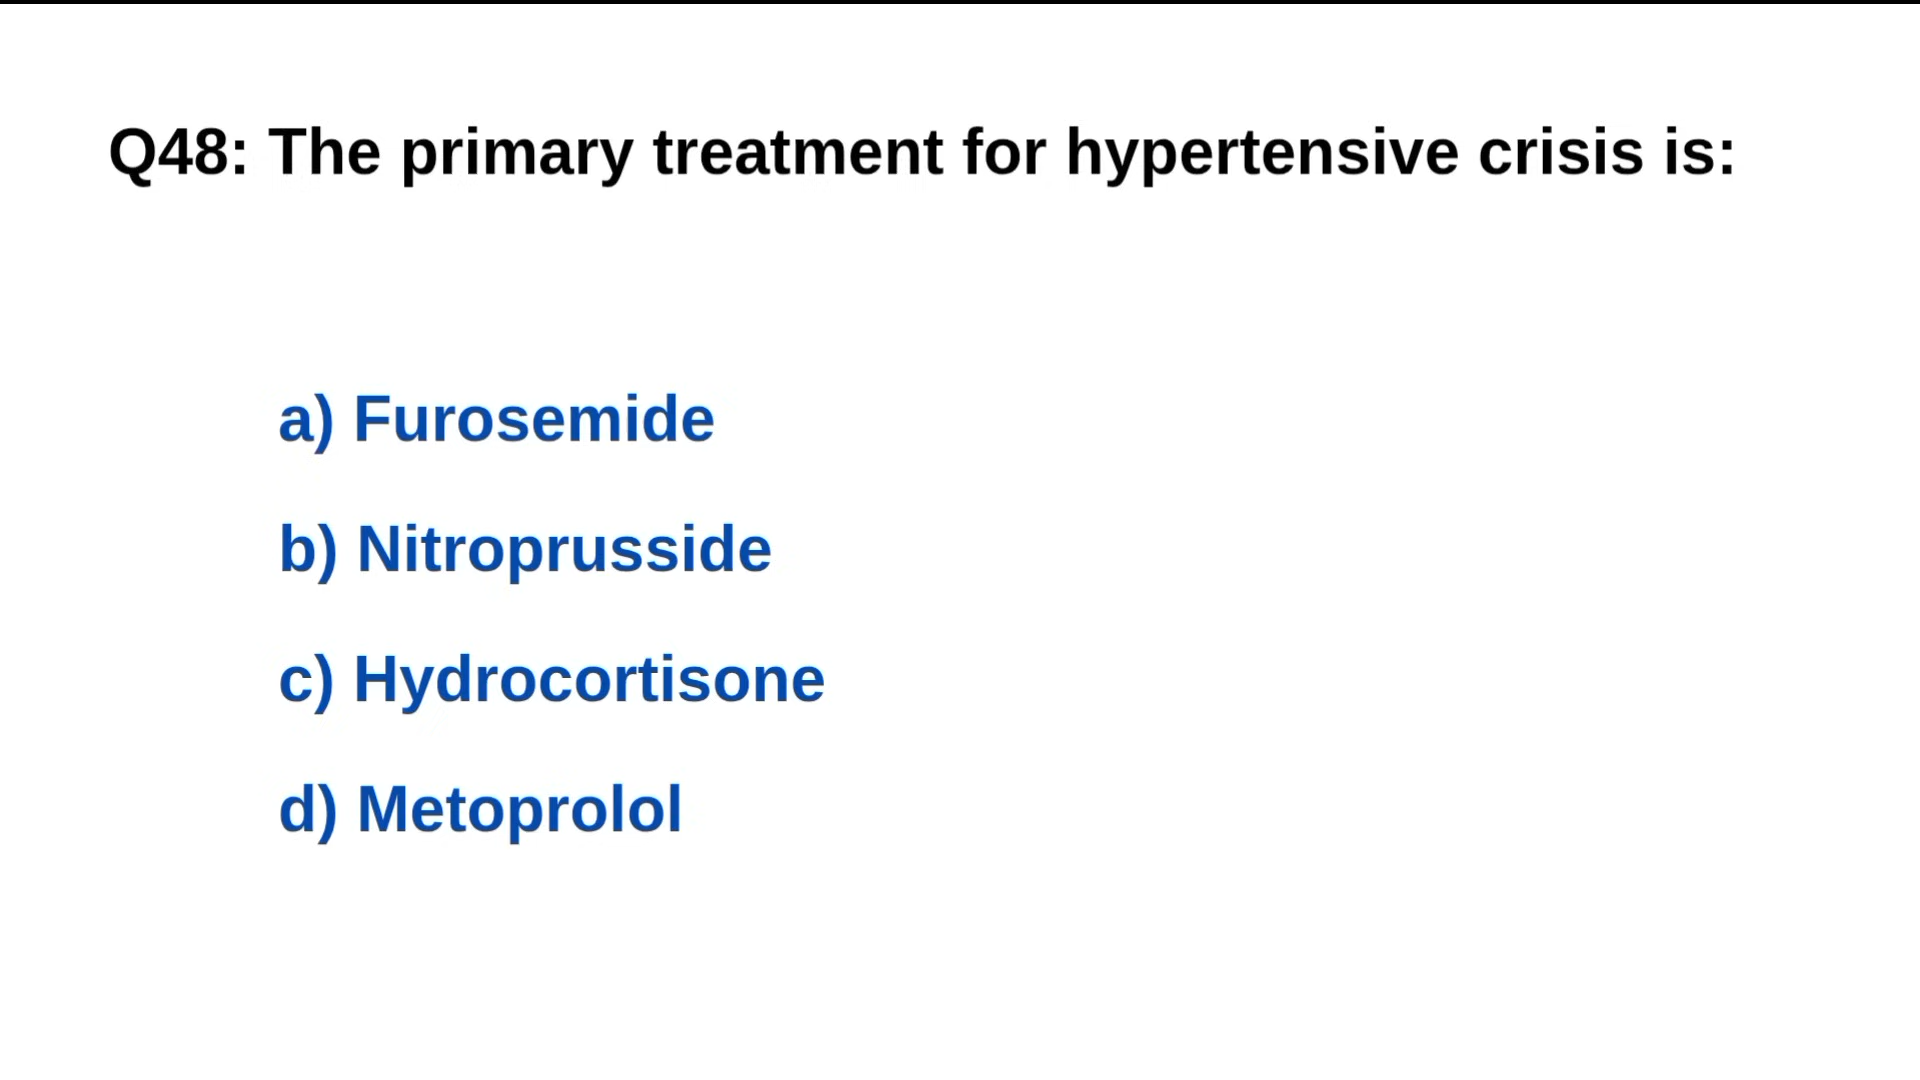 Q48: The primary treatment for hypertensive crisis is:
a) Furosemide
b) Nitroprusside
c) Hydrocortisone
d) Metoprolol